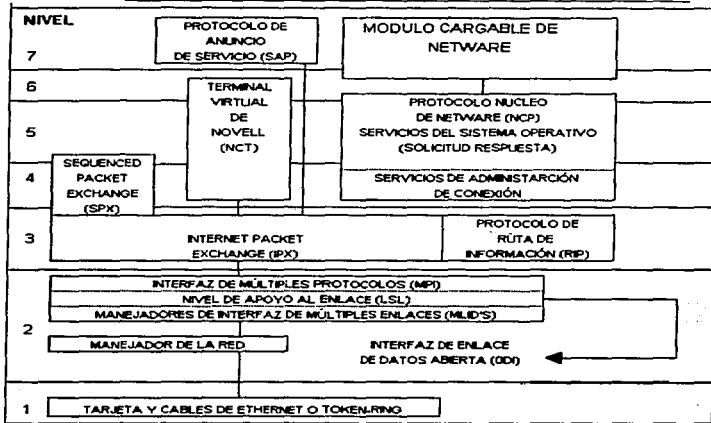 NIVEL
7
PROTOCOLO DE
ANUNCIO
DE SERVICIO (SAP)
MODULO CARGABLE DE
NETWARE
6
5
TERMINAL
VIRTUAL
DE
NOVELL
(NCT)
PROTOCOLO NUCLEO
DE NETWARE (NCP)
SERVICIOS DEL SISTEMA OPERATIVO
(SOLICITUD RESPUESTA)
4
SEQUENCED
PACKET
EXCHANGE
(SPX)
SERVICIOS DE ADMINISTARCIÓN
DE CONEXIÓN
3
INTERNET PACKET
EXCHANGE (IPX)
PROTOCOLO DE
RUTA DE
INFORMACIÓN (RIP)
2
INTERFAZ DE MÚLTIPLES PROTOCOLOS (MPI)
NIVEL DE APOYO AL ENLACE (LSL)
MANEJADORES DE INTERFAZ DE MÚLTIPLES ENLACES (MLID'S)
MANEJADOR DE LA RED
INTERFAZ DE ENLACE
DE DATOS ABIERTA (ODI)
1
TARJETA Y CABLES DE ETHERNET O TOKEN-RING